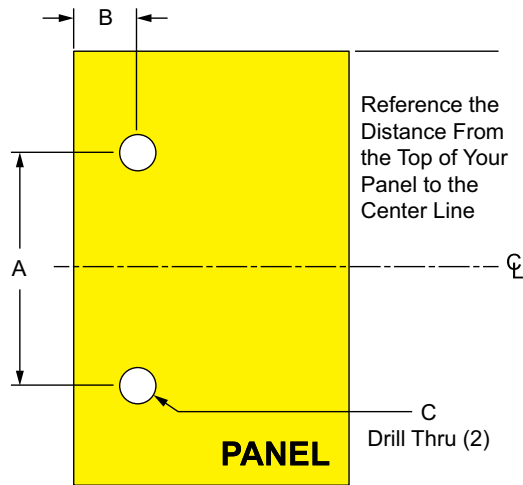 B
Reference the
Distance From
the Top of Your
Panel to the
Center Line
A
℄
C
Drill Thru (2)
PANEL